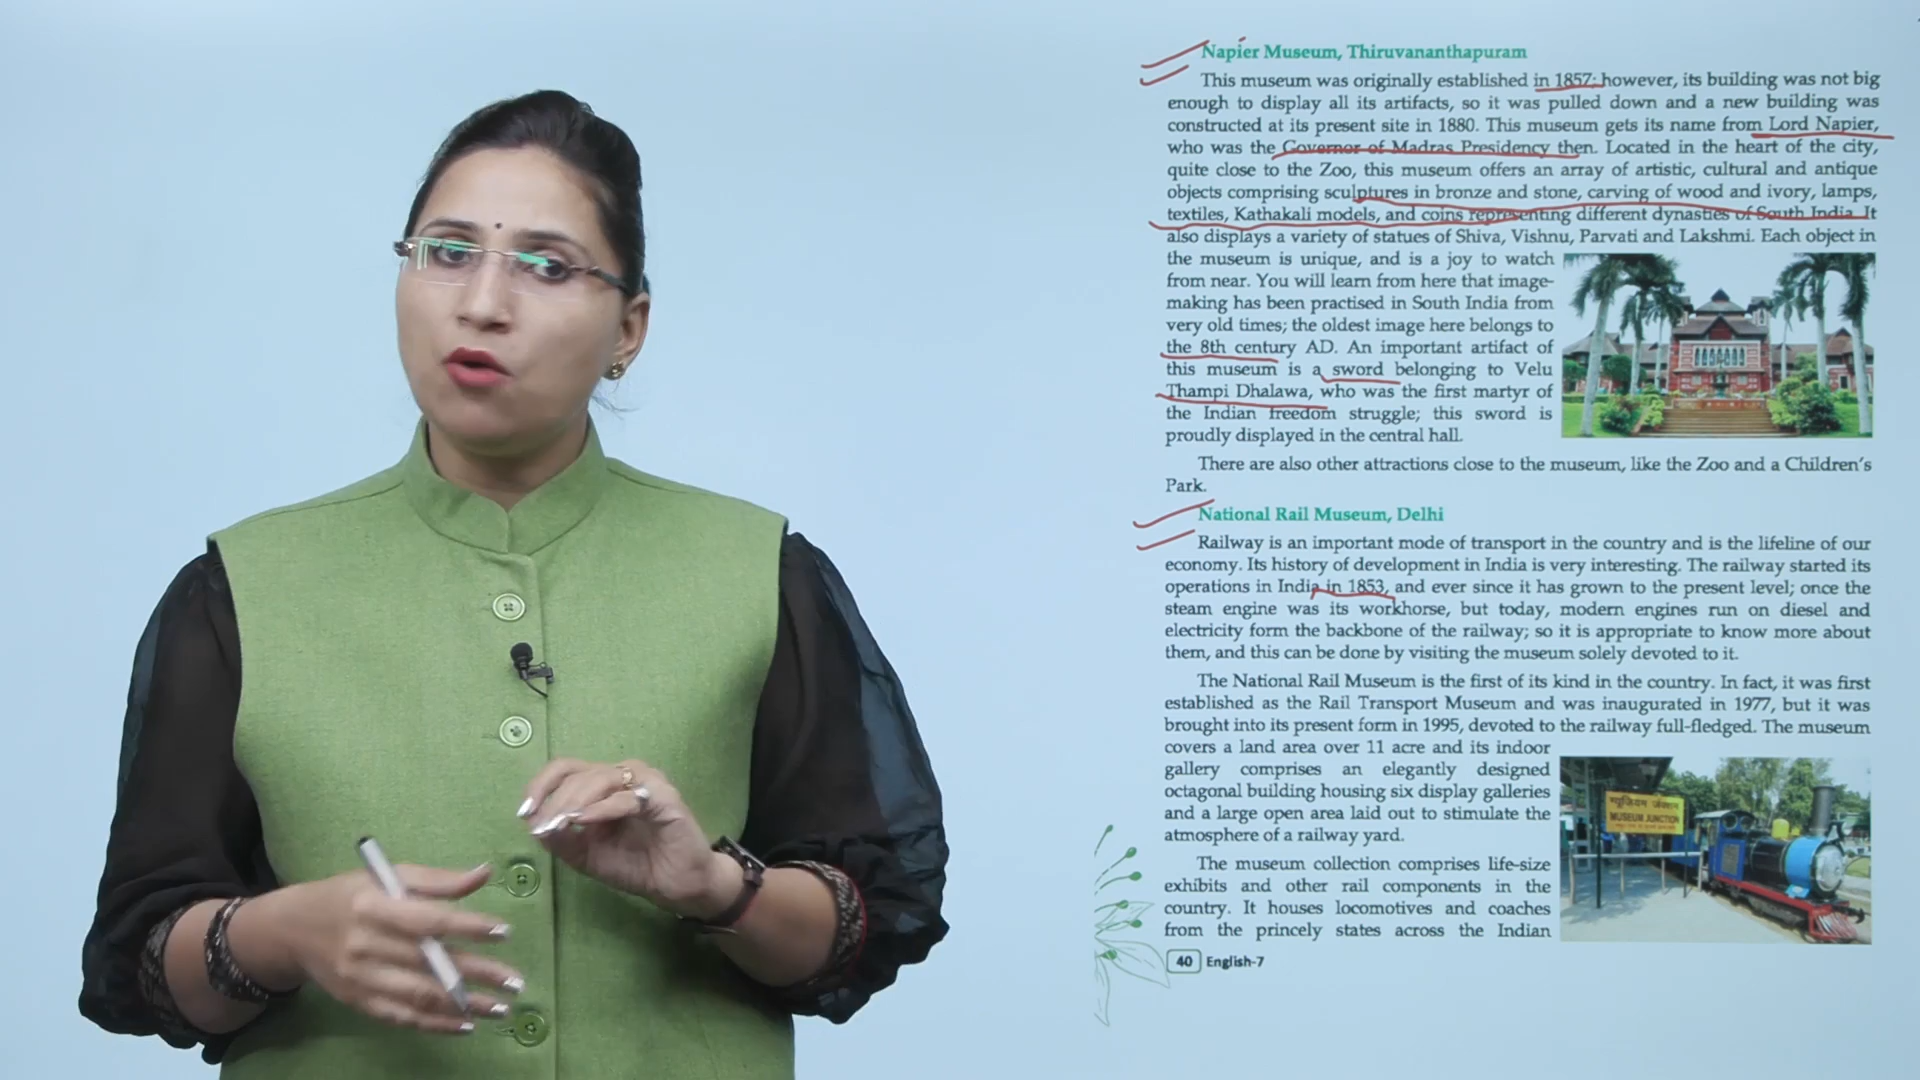 Napier Museum, Thiruvananthapuram
This museum was originally established in 1857; however, its building was not big
enough to display all its artifacts, so it was pulled down and a new building was
constructed at its present site in 1880. This museum gets its name from Lord Napier,
who was the Governor of Madras Presidency then. Located in the heart of the city,
quite close to the Zoo, this museum offers an array of artistic, cultural and antique
objects comprising sculptures in bronze and stone, carving of wood and ivory, lamps,
textiles, Kathakali models, and coins representing different dynasties of South India. It
also displays a variety of statues of Shiva, Vishnu, Parvati and Lakshmi. Each object in
the museum is unique, and is a joy to watch
from near. You will learn from here that image-
making has been practised in South India from
very old times; the oldest image here belongs to
the 8th century AD. An important artifact of
this museum is a sword belonging to Velu
Thampi Dhalawa, who was the first martyr of
the Indian freedom struggle; this sword is
proudly displayed in the central hall.
There are also other attractions close to the museum, like the Zoo and a Children's
Park.
National Rail Museum, Delhi
Railway is an important mode of transport in the country and is the lifeline of our
economy. Its history of development in India is very interesting. The railway started its
operations in India in 1853, and ever since it has grown to the present level; once the
steam engine was its workhorse, but today, modern engines run on diesel and
electricity form the backbone of the railway; so it is appropriate to know more about
them, and this can be done by visiting the museum solely devoted to it.
The National Rail Museum is the first of its kind in the country. In fact, it was first
established as the Rail Transport Museum and was inaugurated in 1977, but it was
brought into its present form in 1995, devoted to the railway full-fledged. The museum
covers a land area over 11 acre and its indoor
gallery comprises an elegantly designed
octagonal building housing six display galleries
and a large open area laid out to stimulate the
atmosphere of a railway yard.
The museum collection comprises life-size
exhibits and other rail components in the
country. It houses locomotives and coaches
from the princely states across the Indian
म्यूज़ियम जंक्शन
MUSEUM JUNCTION
40 English-7